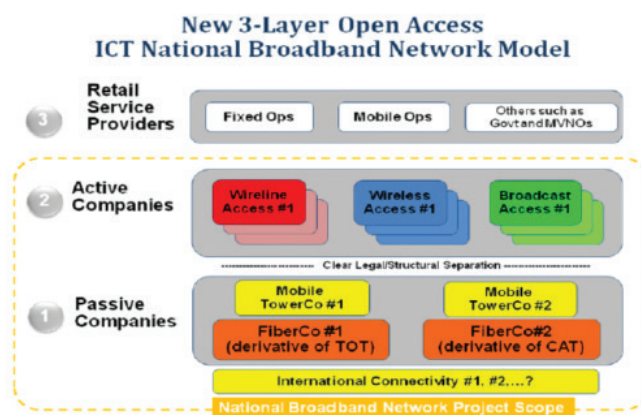 New 3-Layer Open Access
ICT National Broadband Network Model
3
Retail
Service
Providers
Fixed Ops
Mobile Ops
Others such as
Govt and MVNOs
2
Active
Companies
Wireline
Access #1
Wireless
Access #1
Broadcast
Access #1
Clear Legal/Structural Separation
1
Passive
Companies
Mobile
TowerCo #1
Mobile
TowerCo #2
FiberCo #1
(derivative of TOT)
FiberCo#2
(derivative of CAT)
International Connectivity #1, #2,...?
National Broadband Network Project Scope